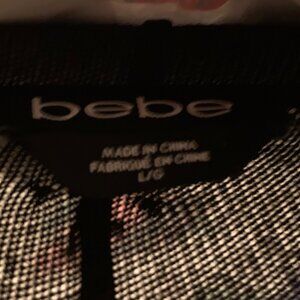 bebe
MADE IN CHINA
FABRIQUÉ EN CHINE
L/G